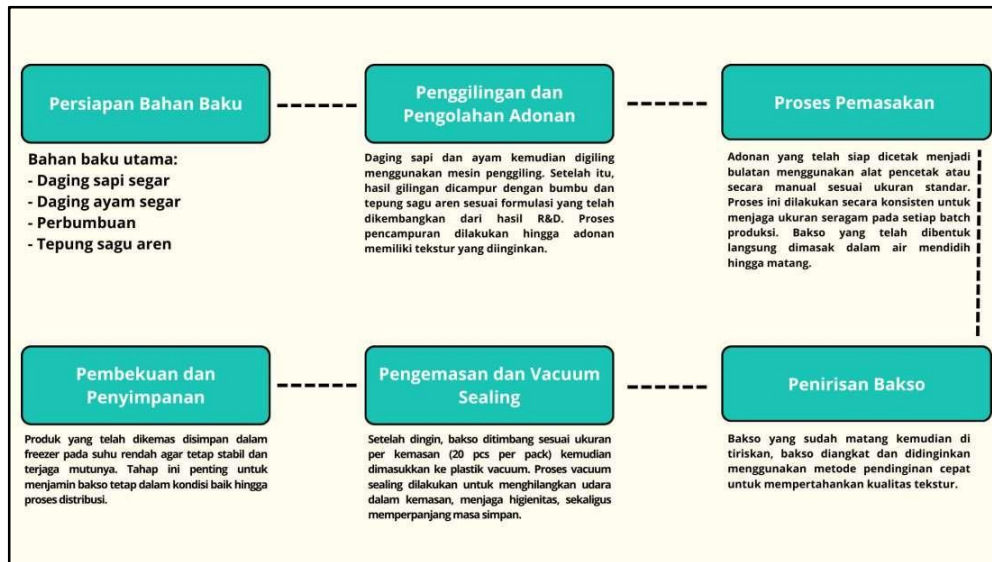 Persiapan Bahan Baku
Bahan baku utama:
- Daging sapi segar
- Daging ayam segar
- Perbumbuan
- Tepung sagu aren
Penggilingan dan
Pengolahan Adonan
Daging sapi dan ayam kemudian digiling
menggunakan mesin penggiling. Setelah itu,
hasil gilingan dicampur dengan bumbu dan
tepung sagu aren sesuai formulasi yang telah
dikembangkan dari hasil R&D. Proses
pencampuran dilakukan hingga adonan
memiliki tekstur yang diinginkan.
Proses Pemasakan
Adonan yang telah siap dicetak menjadi
bulatan menggunakan alat pencetak atau
secara manual sesuai ukuran standar.
Proses ini dilakukan secara konsisten untuk
menjaga ukuran seragam pada setiap batch
produksi. Bakso yang telah dibentuk
langsung dimasak dalam air mendidih
hingga matang.
Penirisan Bakso
Bakso yang sudah matang kemudian di
tiriskan, bakso diangkat dan didinginkan
menggunakan metode pendinginan cepat
untuk mempertahankan kualitas tekstur.
Pengemasan dan Vacuum
Sealing
Setelah dingin, bakso ditimbang sesuai ukuran
per kemasan (20 pcs per pack) kemudian
dimasukkan ke plastik vacuum. Proses vacuum
sealing dilakukan untuk menghilangkan udara
dalam kemasan, menjaga higienitas, sekaligus
memperpanjang masa simpan.
Pembekuan dan
Penyimpanan
Produk yang telah dikemas disimpan dalam
freezer pada suhu rendah agar tetap stabil dan
terjaga mutunya. Tahap ini penting untuk
menjamin bakso tetap dalam kondisi baik hingga
proses distribusi.